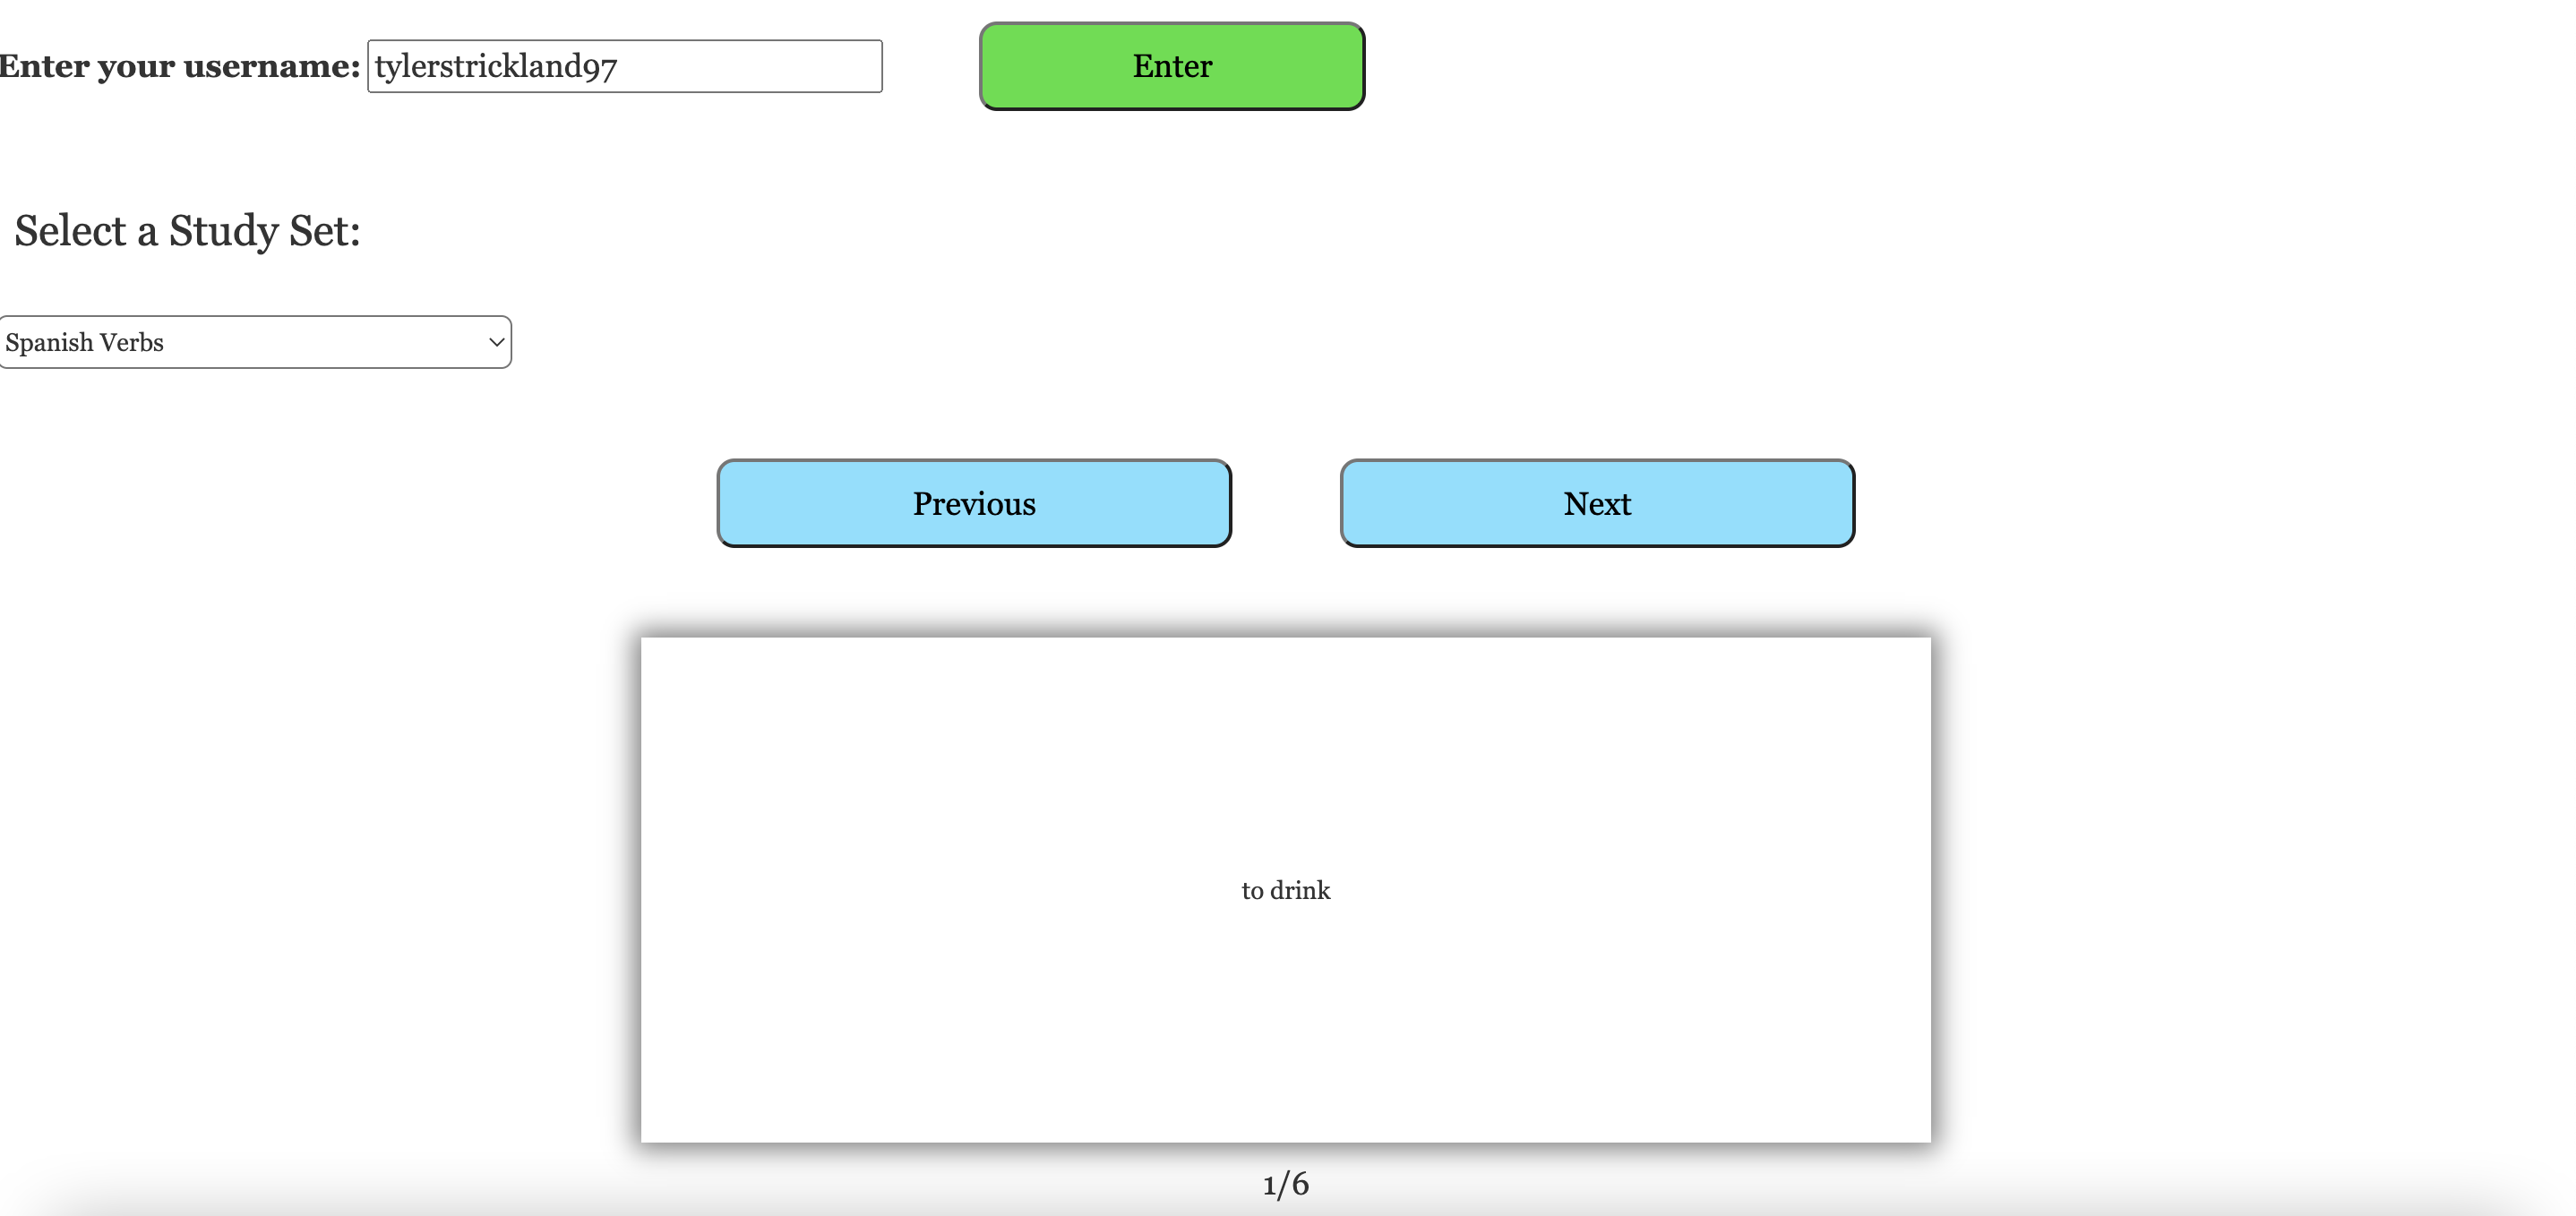 Enter your username: tylerstrickland97 Enter
Select a Study Set:
Spanish Verbs
Previous Next
to drink
1/6